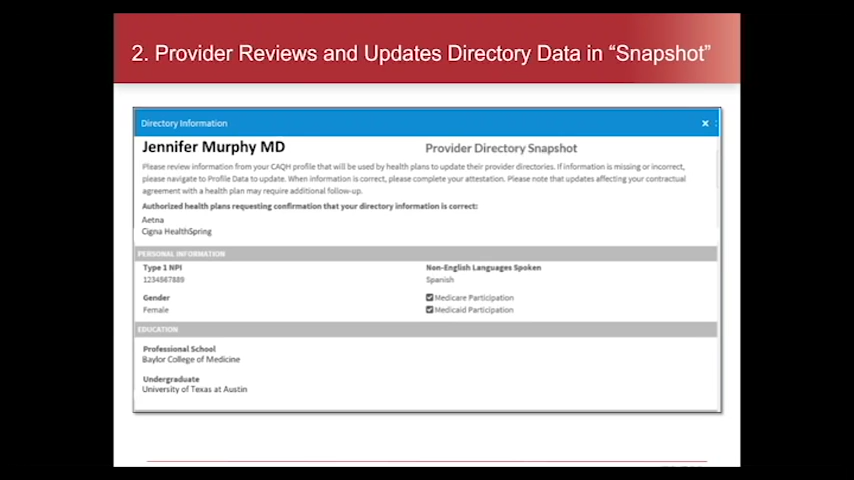 2. Provider Reviews and Updates Directory Data in “Snapshot”
Directory Information
Jennifer Murphy MD
Provider Directory Snapshot
Please review information from your CAQH profile that will be used by health plans to update their provider directories. If information is missing or incorrect,
please navigate to Profile Data to update. When information is correct, please complete your attestation. Please note that updates affecting your contractual
agreement with a health plan may require additional follow-up.
Authorized health plans requesting confirmation that your directory information is correct:
Aetna
Cigna HealthSpring
PERSONAL INFORMATION
Type 1 NPI
1234567889
Non-English Languages Spoken
Spanish
Gender
Female
Medicare Participation
Medicaid Participation
EDUCATION
Professional School
Baylor College of Medicine
Undergraduate
University of Texas at Austin